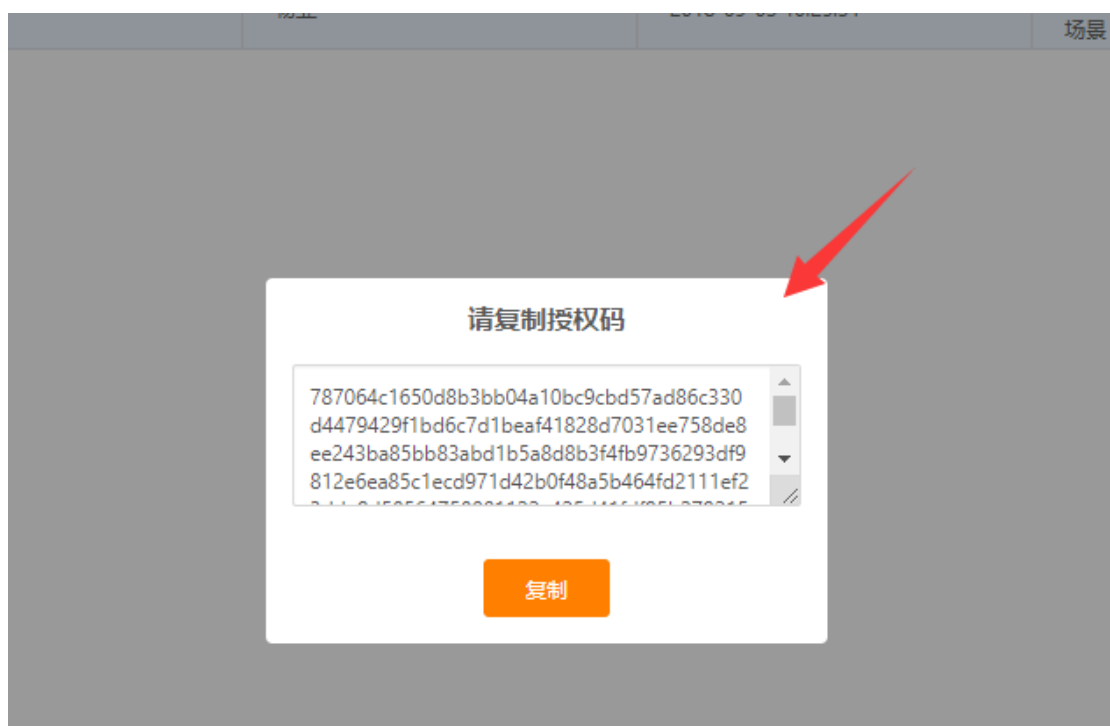 场景
请复制授权码
787064c1650d8b3bb04a10bc9cbd57ad86c330
d4479429f1bd6c7d1beaf41828d7031ee758de8
ee243ba85bb83abd1b5a8d8b3f4fb9736293df9
812e6ea85c1ecd971d42b0f48a5b464fd2111ef2
复制